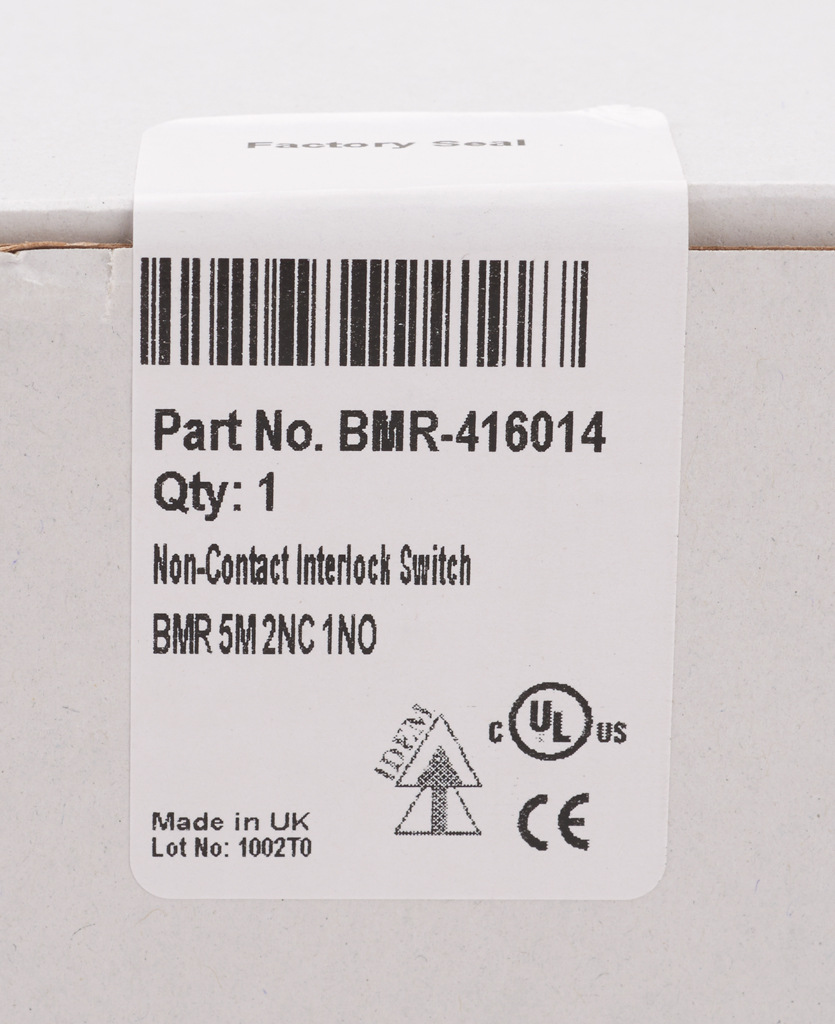 Factory Seal
Part No. BMR-416014
Qty: 1
Non-Contact Interlock Switch
BMR 5M 2NC 1NO
IDEM
C UL US
CE
Made in UK
Lot No: 1002T0